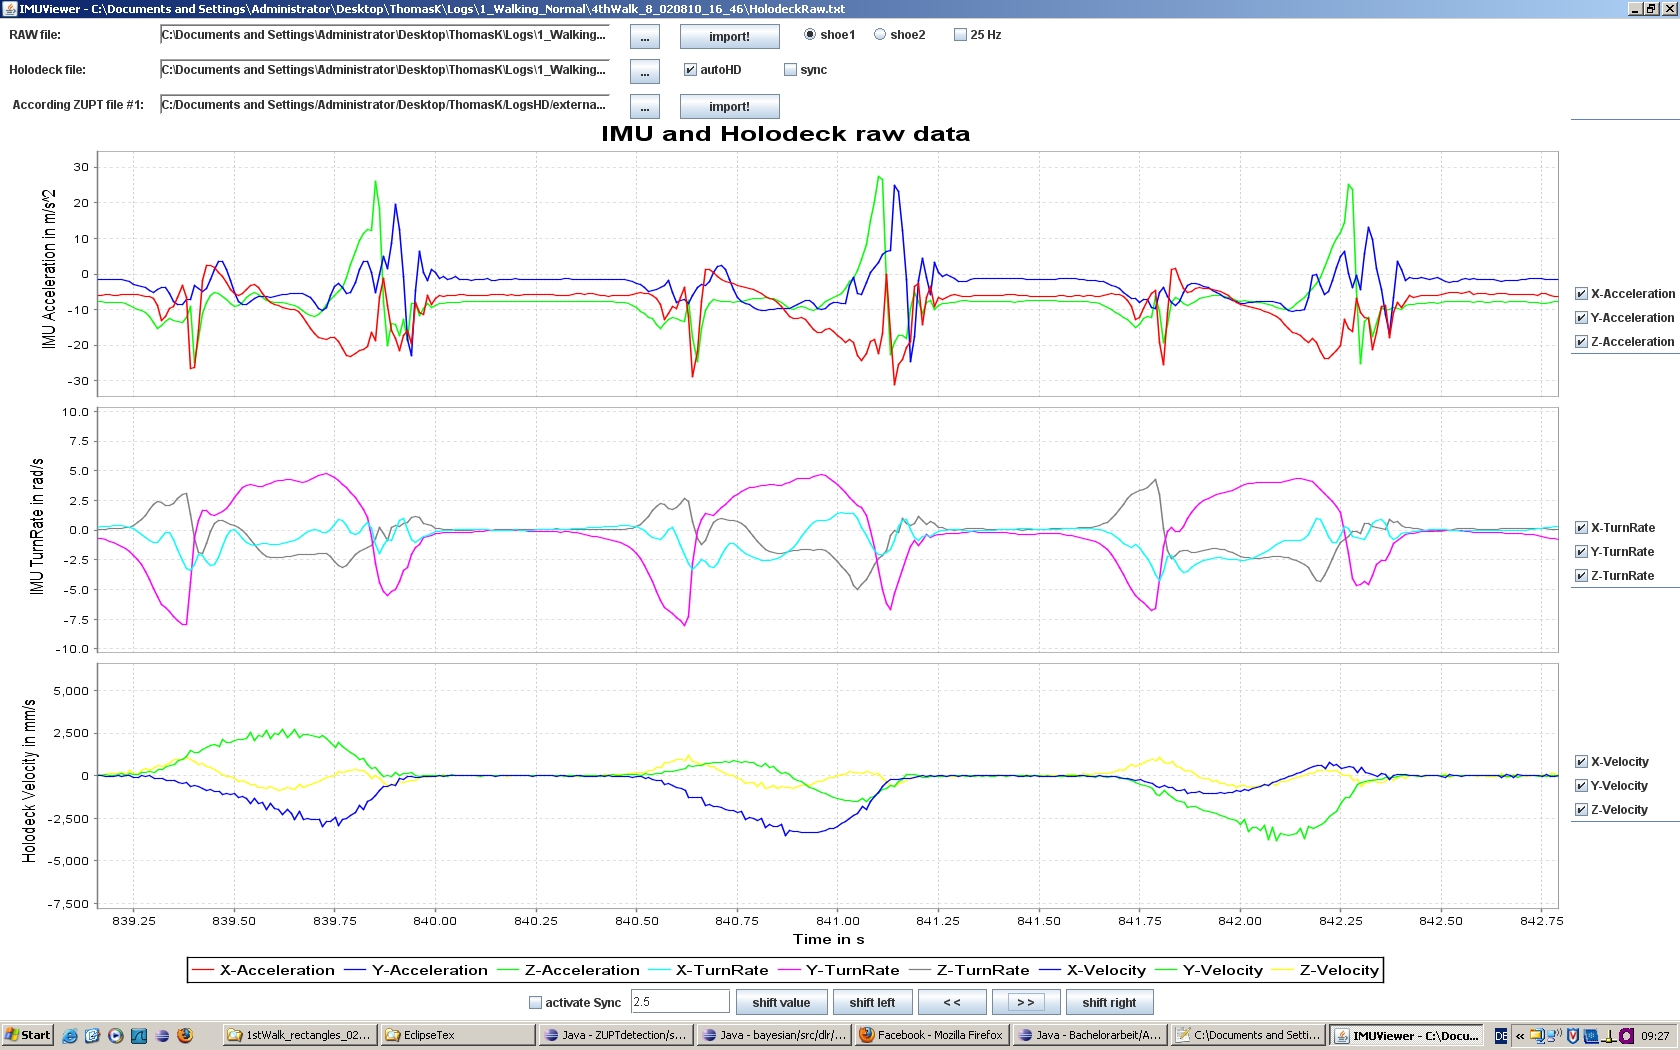 IMUViewer - C:\Documents and Settings\Administrator\Desktop\ThomasK\Logs\1_Walking_Normal\4thWalk_8_020810_16_46\HolodeckRaw.txt
RAW file: C:\Documents and Settings\Administrator\Desktop\ThomasK\Logs\1_Walking... ... import! shoe1 shoe2 25 Hz
Holodeck file: C:\Documents and Settings\Administrator\Desktop\ThomasK\Logs\1_Walking... ... autoHD sync
According ZUPT file #1: C:/Documents and Settings/Administrator/Desktop/ThomasK/LogsHD/externa... ... import!
IMU and Holodeck raw data
IMU Acceleration in m/s^2
30
20
10
0
-10
-20
-30
X-Acceleration
Y-Acceleration
Z-Acceleration
IMU TurnRate in rad/s
10.0
7.5
5.0
2.5
0.0
-2.5
-5.0
-7.5
-10.0
X-TurnRate
Y-TurnRate
Z-TurnRate
Holodeck Velocity in mm/s
5,000
2,500
0
-2,500
-5,000
-7,500
X-Velocity
Y-Velocity
Z-Velocity
839.25 839.50 839.75 840.00 840.25 840.50 840.75 841.00 841.25 841.50 841.75 842.00 842.25 842.50 842.75
Time in s
X-Acceleration Y-Acceleration Z-Acceleration X-TurnRate Y-TurnRate Z-TurnRate X-Velocity Y-Velocity Z-Velocity
activate Sync 2.5 shift value shift left << >> shift right
Start 1stWalk_rectangles_02... EclipseTex Java - ZUPTdetection/s... Java - bayesian/src/dlr/... Facebook - Mozilla Firefox Java - Bachelorarbeit/A... C:\Documents and Setti... IMUViewer - C:\Docu... DE « 09:27